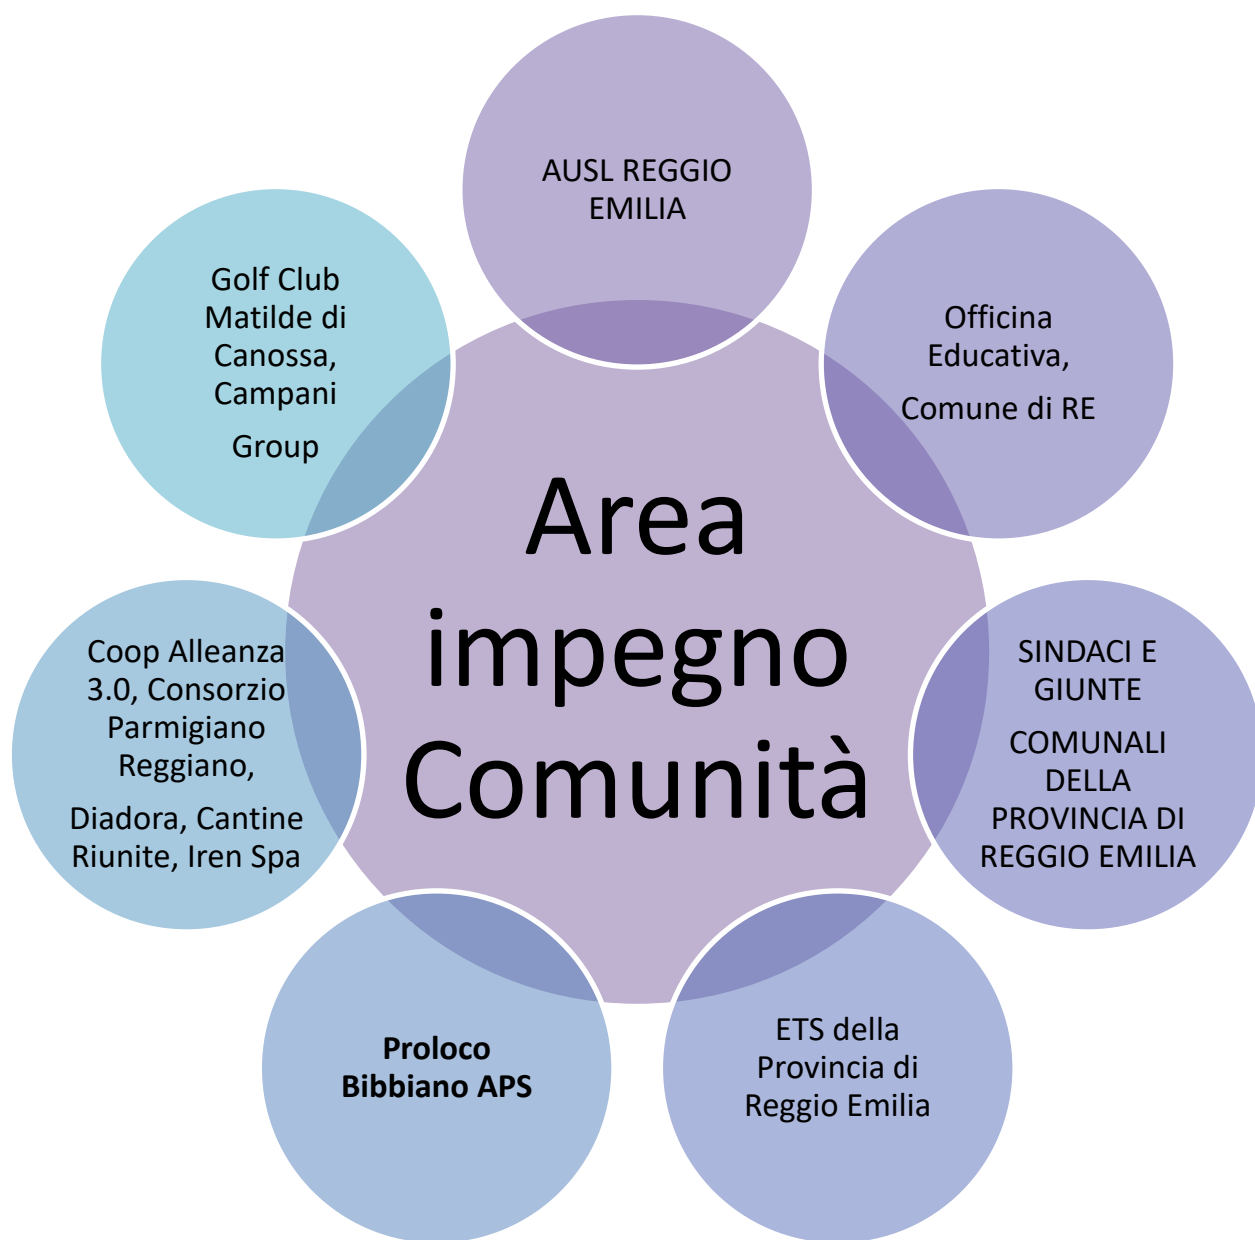 AUSL REGGIO
EMILIA
Officina
Educativa,
Comune di RE
SINDACI E
GIUNTE
COMUNALI
DELLA
PROVINCIA DI
REGGIO EMILIA
ETS della
Provincia di
Reggio Emilia
Proloco
Bibbiano APS
Coop Alleanza
3.0, Consorzio
Parmigiano
Reggiano,
Diadora, Cantine
Riunite, Iren Spa
Golf Club
Matilde di
Canossa,
Campani
Group
Area
impegno
Comunità